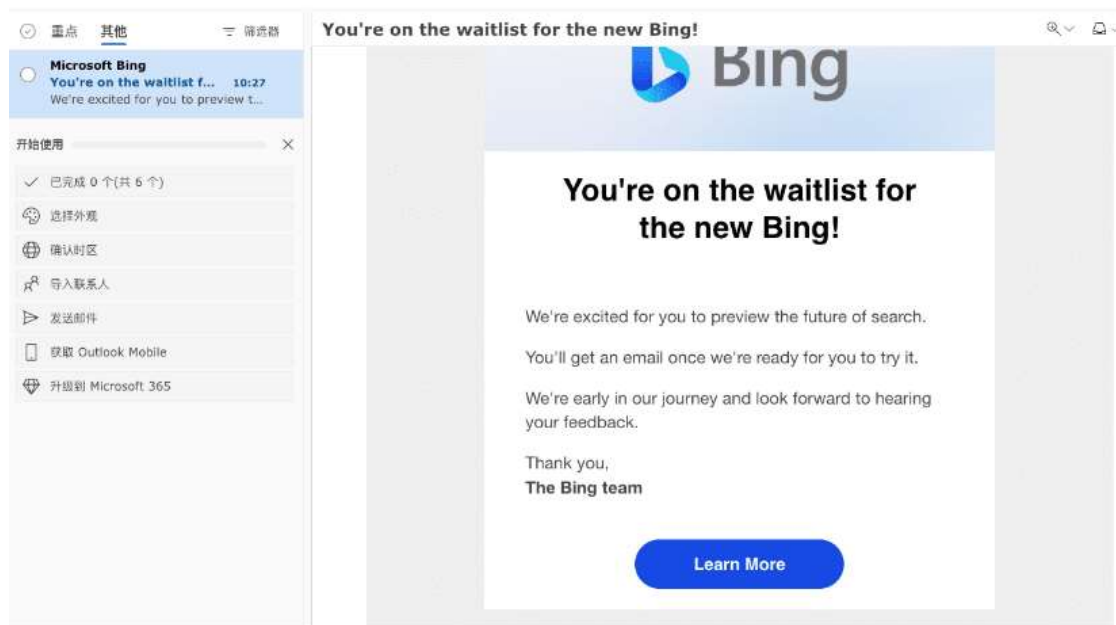 重点 其他 筛选器
Microsoft Bing
You're on the waitlist f... 10:27
We're excited for you to preview t...
开始使用
已完成 0 个(共 6 个)
选择外观
确认时区
导入联系人
发送邮件
获取 Outlook Mobile
升级到 Microsoft 365
You're on the waitlist for the new Bing!
Bing
You're on the waitlist for
the new Bing!
We're excited for you to preview the future of search.
You'll get an email once we're ready for you to try it.
We're early in our journey and look forward to hearing
your feedback.
Thank you,
The Bing team
Learn More